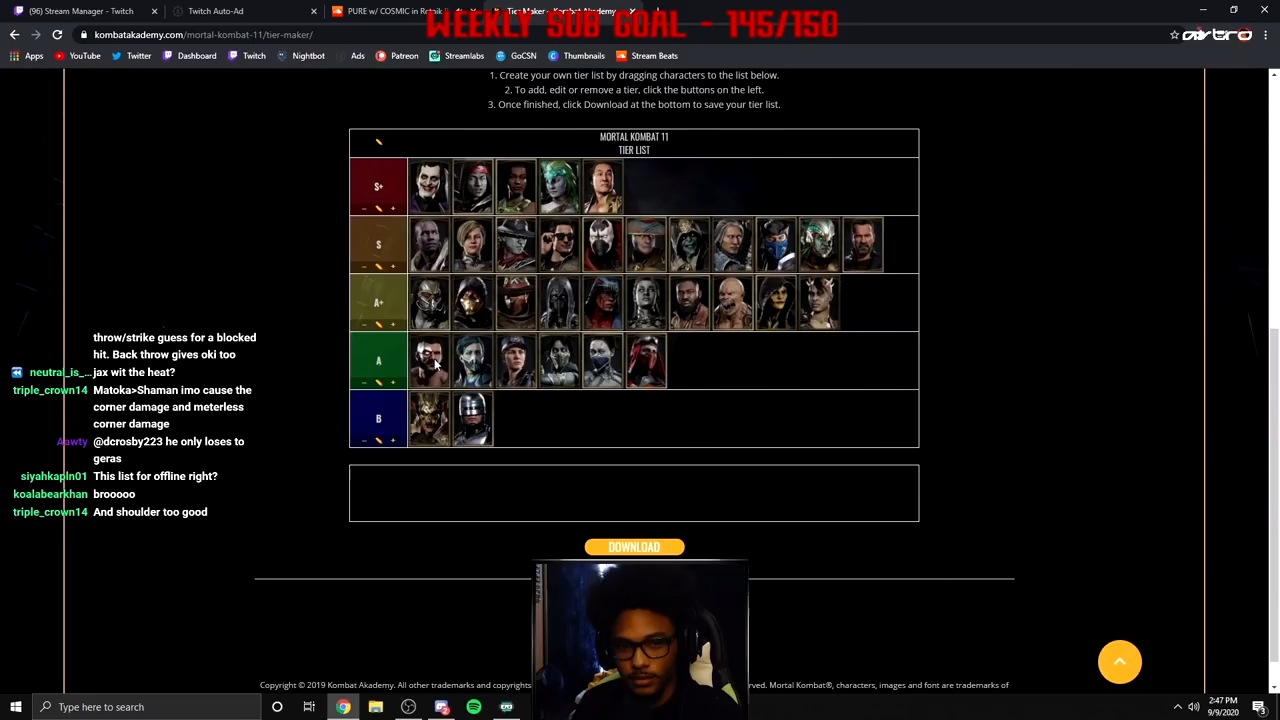 (96) Stream Manager - Twitch
Twitch Auto-Ad
PURE w/ COSMIC in Retail R
Kombat Akademy
WEEKLY SUB GOAL - 145/150
kombatakademy.com/mortal-kombat-11/tier-maker/
Apps YouTube Twitter Dashboard Twitch Nightbot Ads Patreon Streamlabs GoCSN Thumbnails Stream Beats
1. Create your own tier list by dragging characters to the list below.
2. To add, edit or remove a tier, click the buttons on the left.
3. Once finished, click Download at the bottom to save your tier list.
MORTAL KOMBAT 11
TIER LIST
S+
S
A+
A
B
throw/strike guess for a blocked
hit. Back throw gives oki too
neutral_is_... jax wit the heat?
triple_crown14 Matoka>Shaman imo cause the
corner damage and meterless
corner damage
Aawty @dcrosby223 he only loses to
geras
siyahkapln01 This list for offline right?
koalabearkhan brooooo
triple_crown14 And shoulder too good
DOWNLOAD
Copyright © 2019 Kombat Akademy. All other trademarks and copyrights
rved. Mortal Kombat®, characters, images and font are trademarks of
Type here to search
2:47 PM
9/9/2020